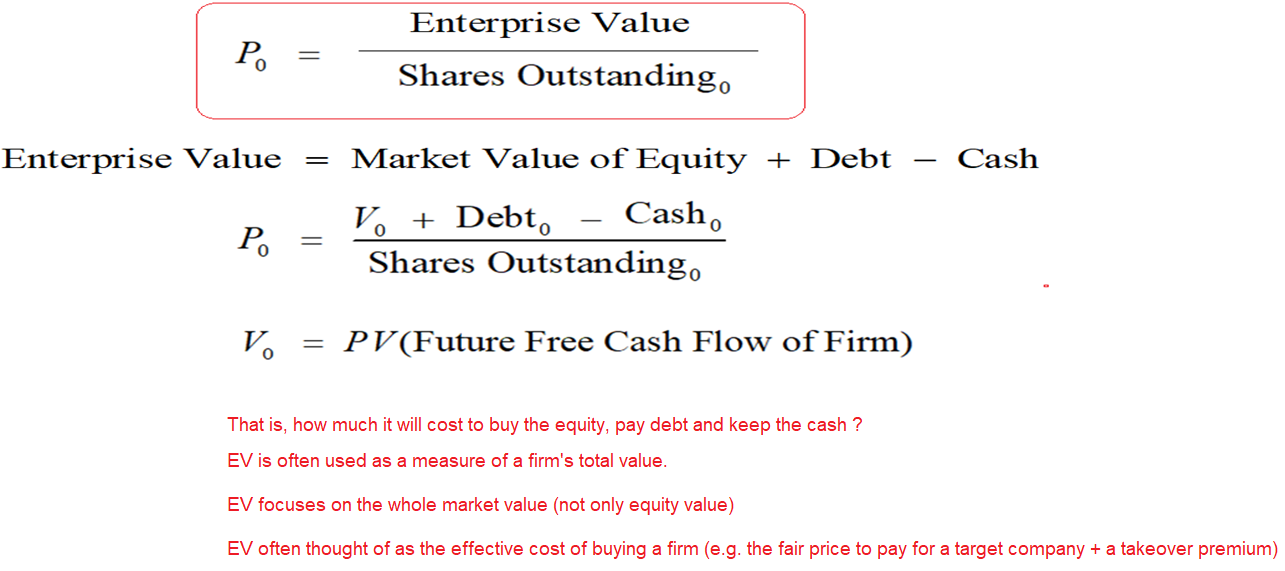 P₀ = Enterprise Value / Shares Outstanding₀
Enterprise Value = Market Value of Equity + Debt − Cash
P₀ = V₀ + Debt₀ − Cash₀ / Shares Outstanding₀
V₀ = PV(Future Free Cash Flow of Firm)
That is, how much it will cost to buy the equity, pay debt and keep the cash ?
EV is often used as a measure of a firm's total value.
EV focuses on the whole market value (not only equity value)
EV often thought of as the effective cost of buying a firm (e.g. the fair price to pay for a target company + a takeover premium)